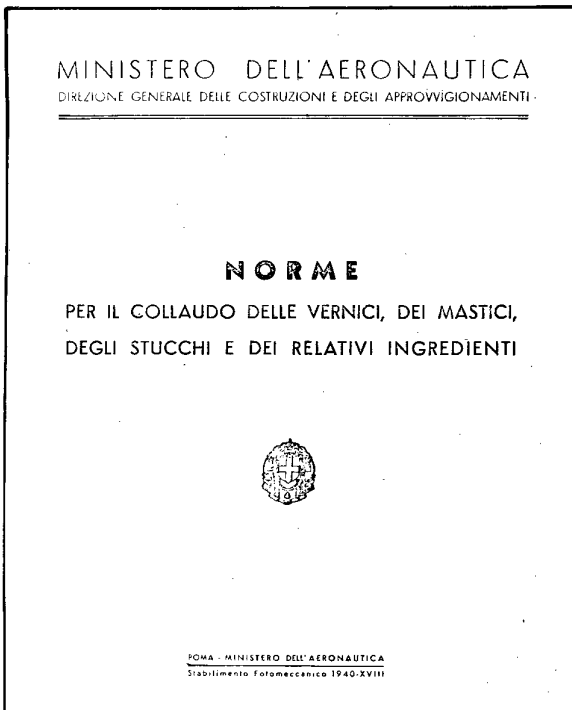 MINISTERO DELL'AERONAUTICA
DIREZIONE GENERALE DELLE COSTRUZIONI E DEGLI APPROVVIGIONAMENTI
NORME
PER IL COLLAUDO DELLE VERNICI, DEI MASTICI,
DEGLI STUCCHI E DEI RELATIVI INGREDIENTI
ROMA - MINISTERO DELL'AERONAUTICA
Stabilimento Fotomeccanico 1940-XVIII